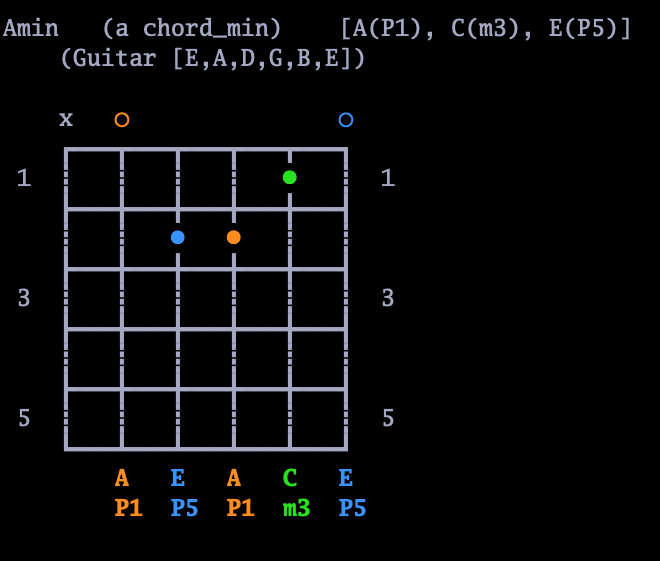 Amin   (a chord_min)    [A(P1), C(m3), E(P5)]
(Guitar [E,A,D,G,B,E])
x
1 1
3 3
5 5
A E A C E
P1 P5 P1 m3 P5